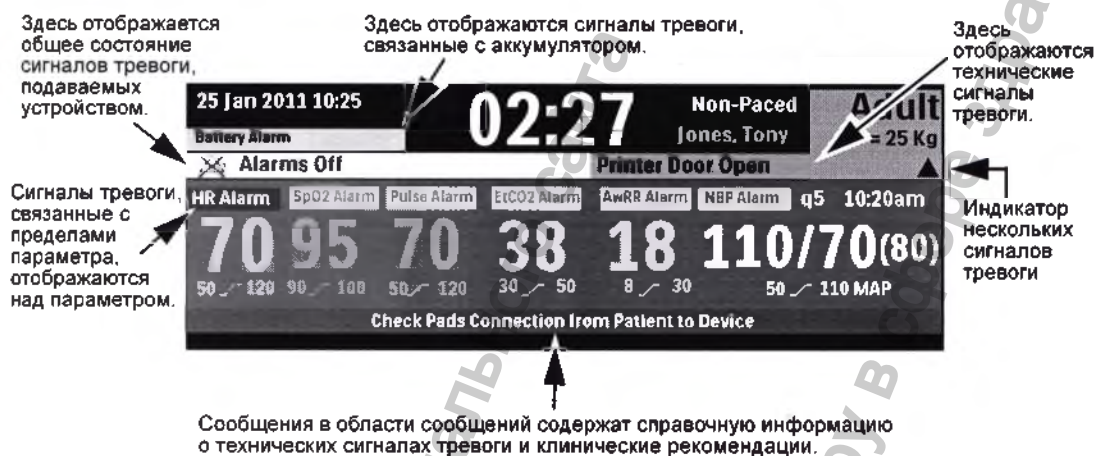 Здесь отображается
общее состояние
сигналов тревоги,
подаваемых
устройством.
Здесь отображаются сигналы тревоги,
связанные с аккумулятором.
Здесь
отображаются
технические
сигналы
тревоги.
25 Jan 2011 10:25
02:27
Non-Paced
Adult
Battery Alarm
Jones, Tony
= 25 Kg
Alarms Off
Printer Door Open
Сигналы тревоги,
связанные с
пределами
параметра,
отображаются
над параметром.
HR Alarm SpO2 Alarm Pulse Alarm EtCO2 Alarm AwRR Alarm NBP Alarm q5 10:20am
70 95 70 38 18 110/70(80)
50 120 90 100 50 120 30 50 8 30 50 110 MAP
Check Pads Connection from Patient to Device
Индикатор
нескольких
сигналов
тревоги
Сообщения в области сообщений содержат справочную информацию
о технических сигналах тревоги и клинические рекомендации.